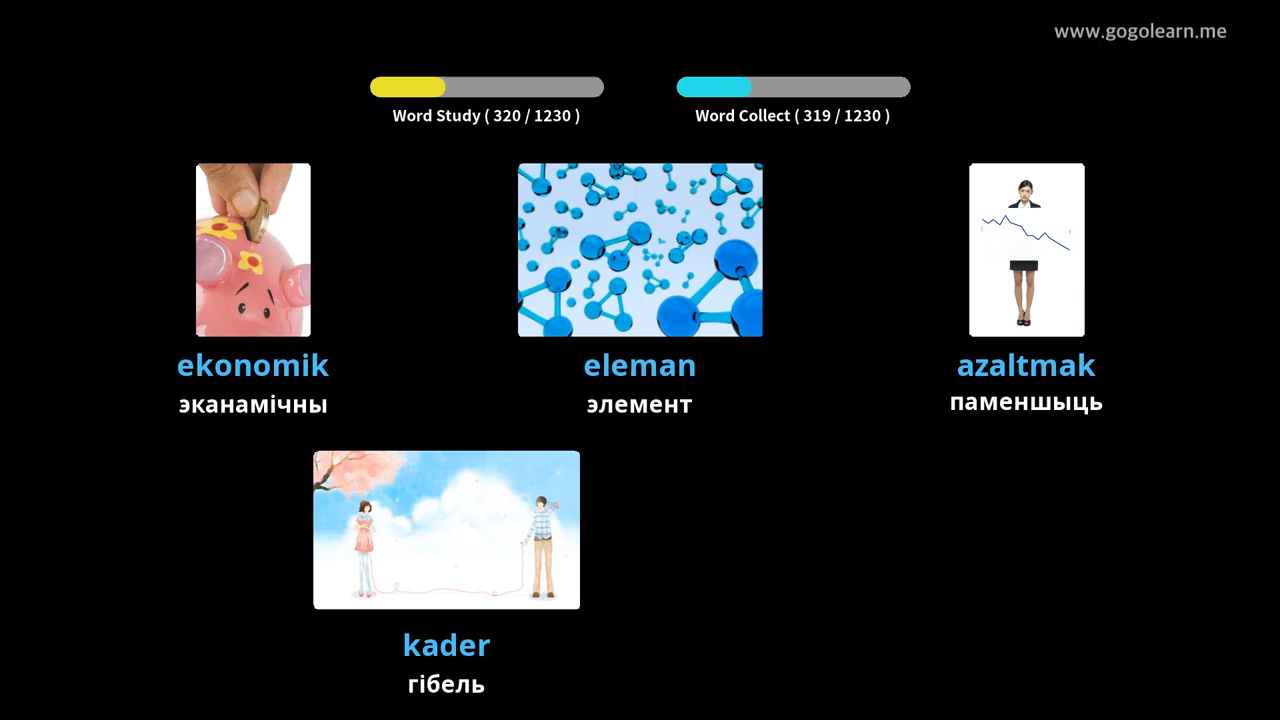 www.gogolearn.me
Word Study ( 320 / 1230 )
Word Collect ( 319 / 1230 )
ekonomik
эканамічны
eleman
элемент
azaltmak
паменшыць
kader
гібель